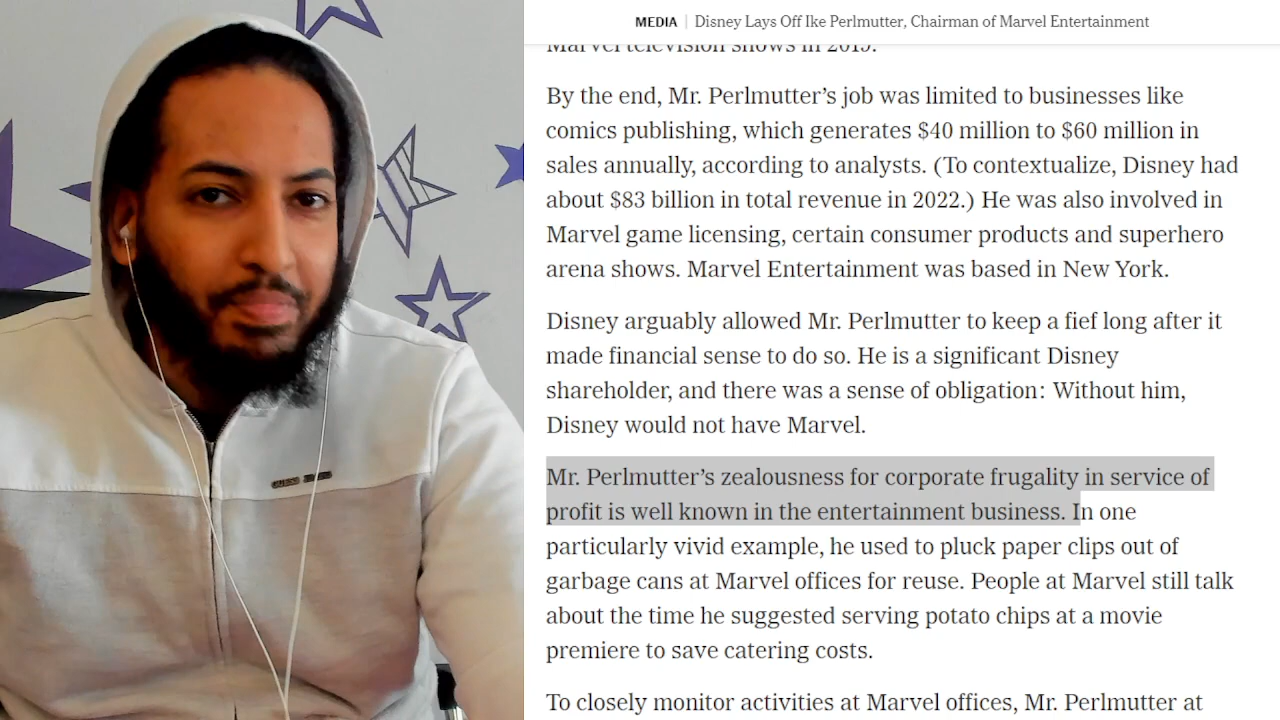 MEDIA | Disney Lays Off Ike Perlmutter, Chairman of Marvel Entertainment
Marvel television shows in 2019.
By the end, Mr. Perlmutter’s job was limited to businesses like
comics publishing, which generates $40 million to $60 million in
sales annually, according to analysts. (To contextualize, Disney had
about $83 billion in total revenue in 2022.) He was also involved in
Marvel game licensing, certain consumer products and superhero
arena shows. Marvel Entertainment was based in New York.
Disney arguably allowed Mr. Perlmutter to keep a fief long after it
made financial sense to do so. He is a significant Disney
shareholder, and there was a sense of obligation: Without him,
Disney would not have Marvel.
Mr. Perlmutter’s zealousness for corporate frugality in service of
profit is well known in the entertainment business. In one
particularly vivid example, he used to pluck paper clips out of
garbage cans at Marvel offices for reuse. People at Marvel still talk
about the time he suggested serving potato chips at a movie
premiere to save catering costs.
To closely monitor activities at Marvel offices, Mr. Perlmutter at